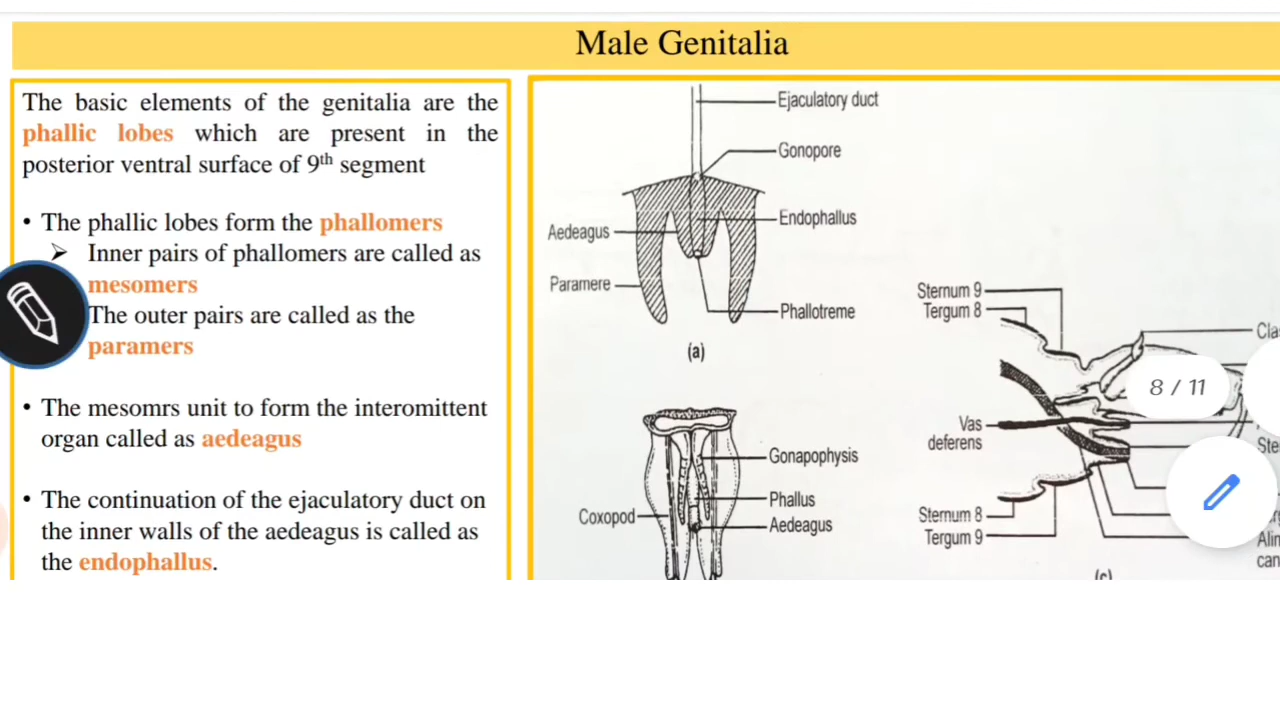 Male Genitalia
The basic elements of the genitalia are the
phallic lobes which are present in the
posterior ventral surface of 9th segment
• The phallic lobes form the phallomers
➢ Inner pairs of phallomers are called as
mesomers
The outer pairs are called as the
paramers
• The mesomrs unit to form the interomittent
organ called as aedeagus
• The continuation of the ejaculatory duct on
the inner walls of the aedeagus is called as
the endophallus.
Ejaculatory duct
Gonopore
Endophallus
Aedeagus
Paramere
Phallotreme
(a)
Gonapophysis
Phallus
Coxopod
Aedeagus
Sternum 9
Tergum 8
Vas
deferens
Sternum 8
Tergum 9
8 / 11
(c)